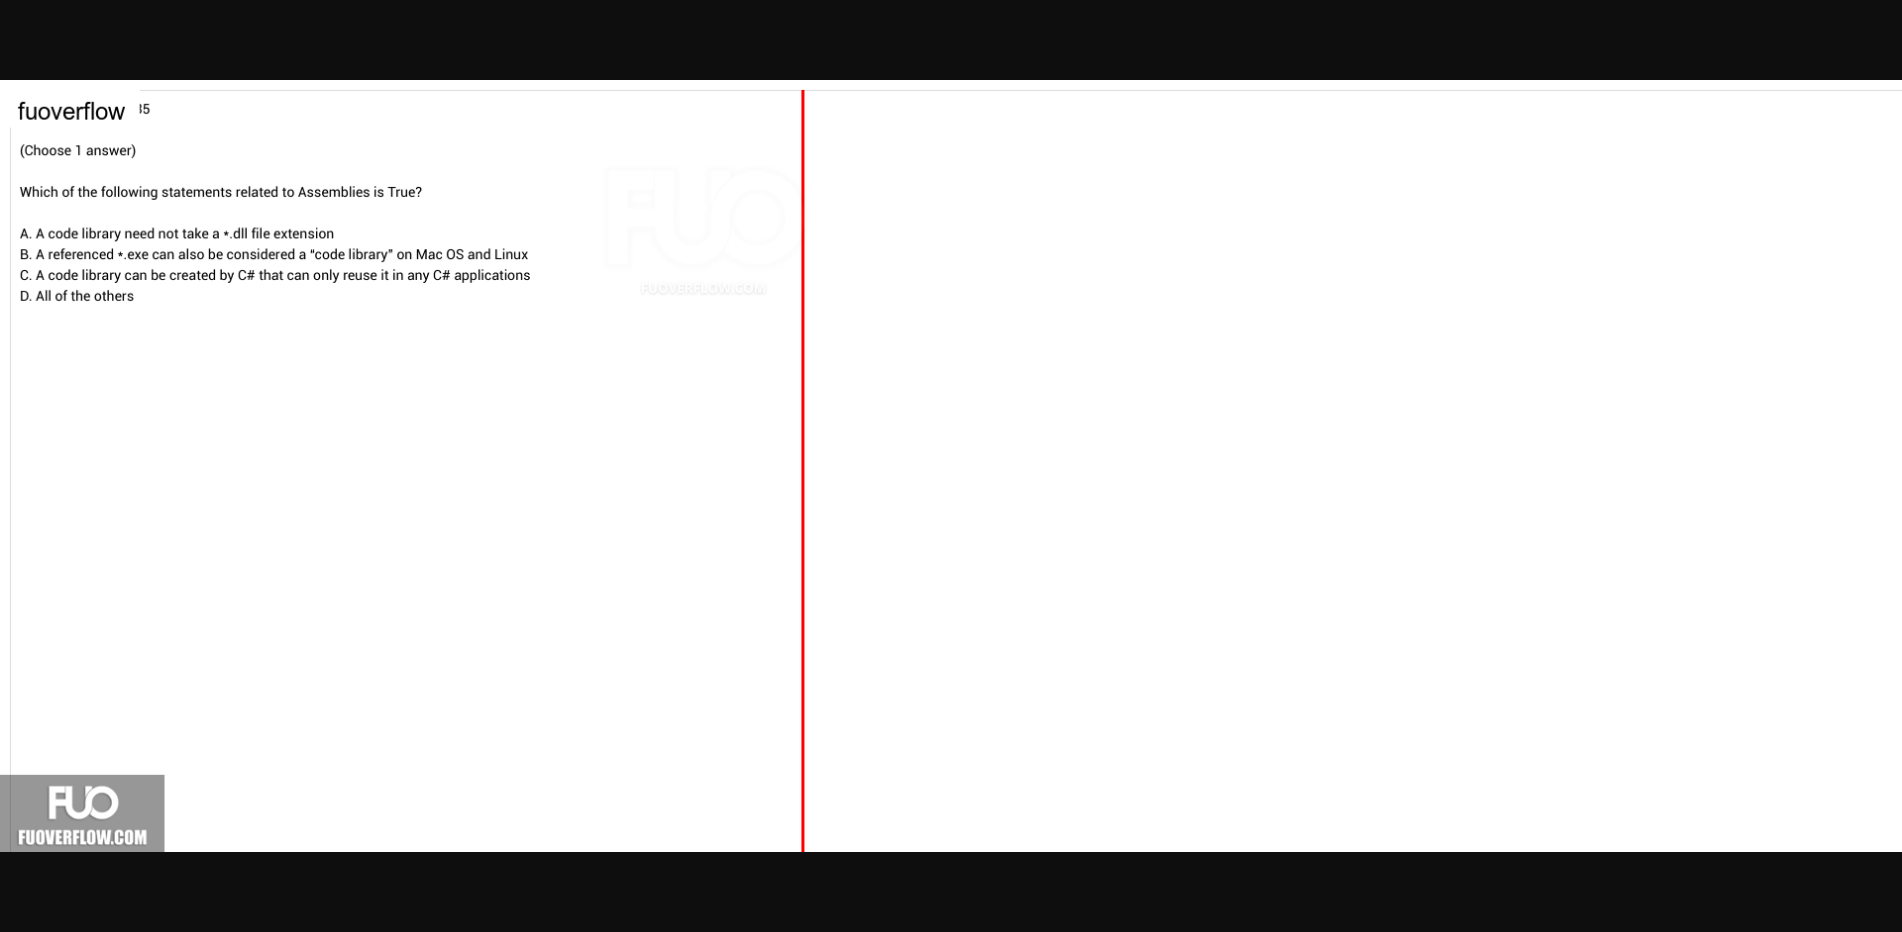 fuoverflow 35
(Choose 1 answer)
Which of the following statements related to Assemblies is True?
A. A code library need not take a *.dll file extension
B. A referenced *.exe can also be considered a “code library” on Mac OS and Linux
C. A code library can be created by C# that can only reuse it in any C# applications
D. All of the others
FUO
FUOVERFLOW.COM
FUO
FUOVERFLOW.COM